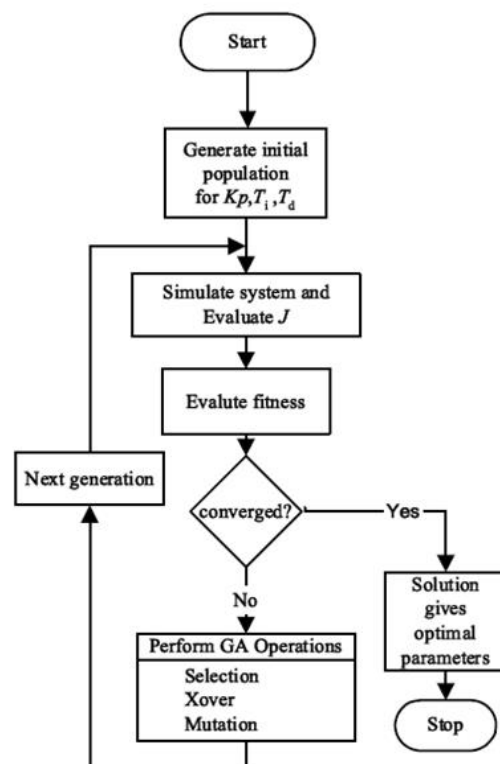 Start
Generate initial
population
for Kp,Ti,Td
Simulate system and
Evaluate J
Evalute fitness
Next generation
converged?
Yes
No
Solution
gives
optimal
parameters
Perform GA Operations
Selection
Xover
Mutation
Stop